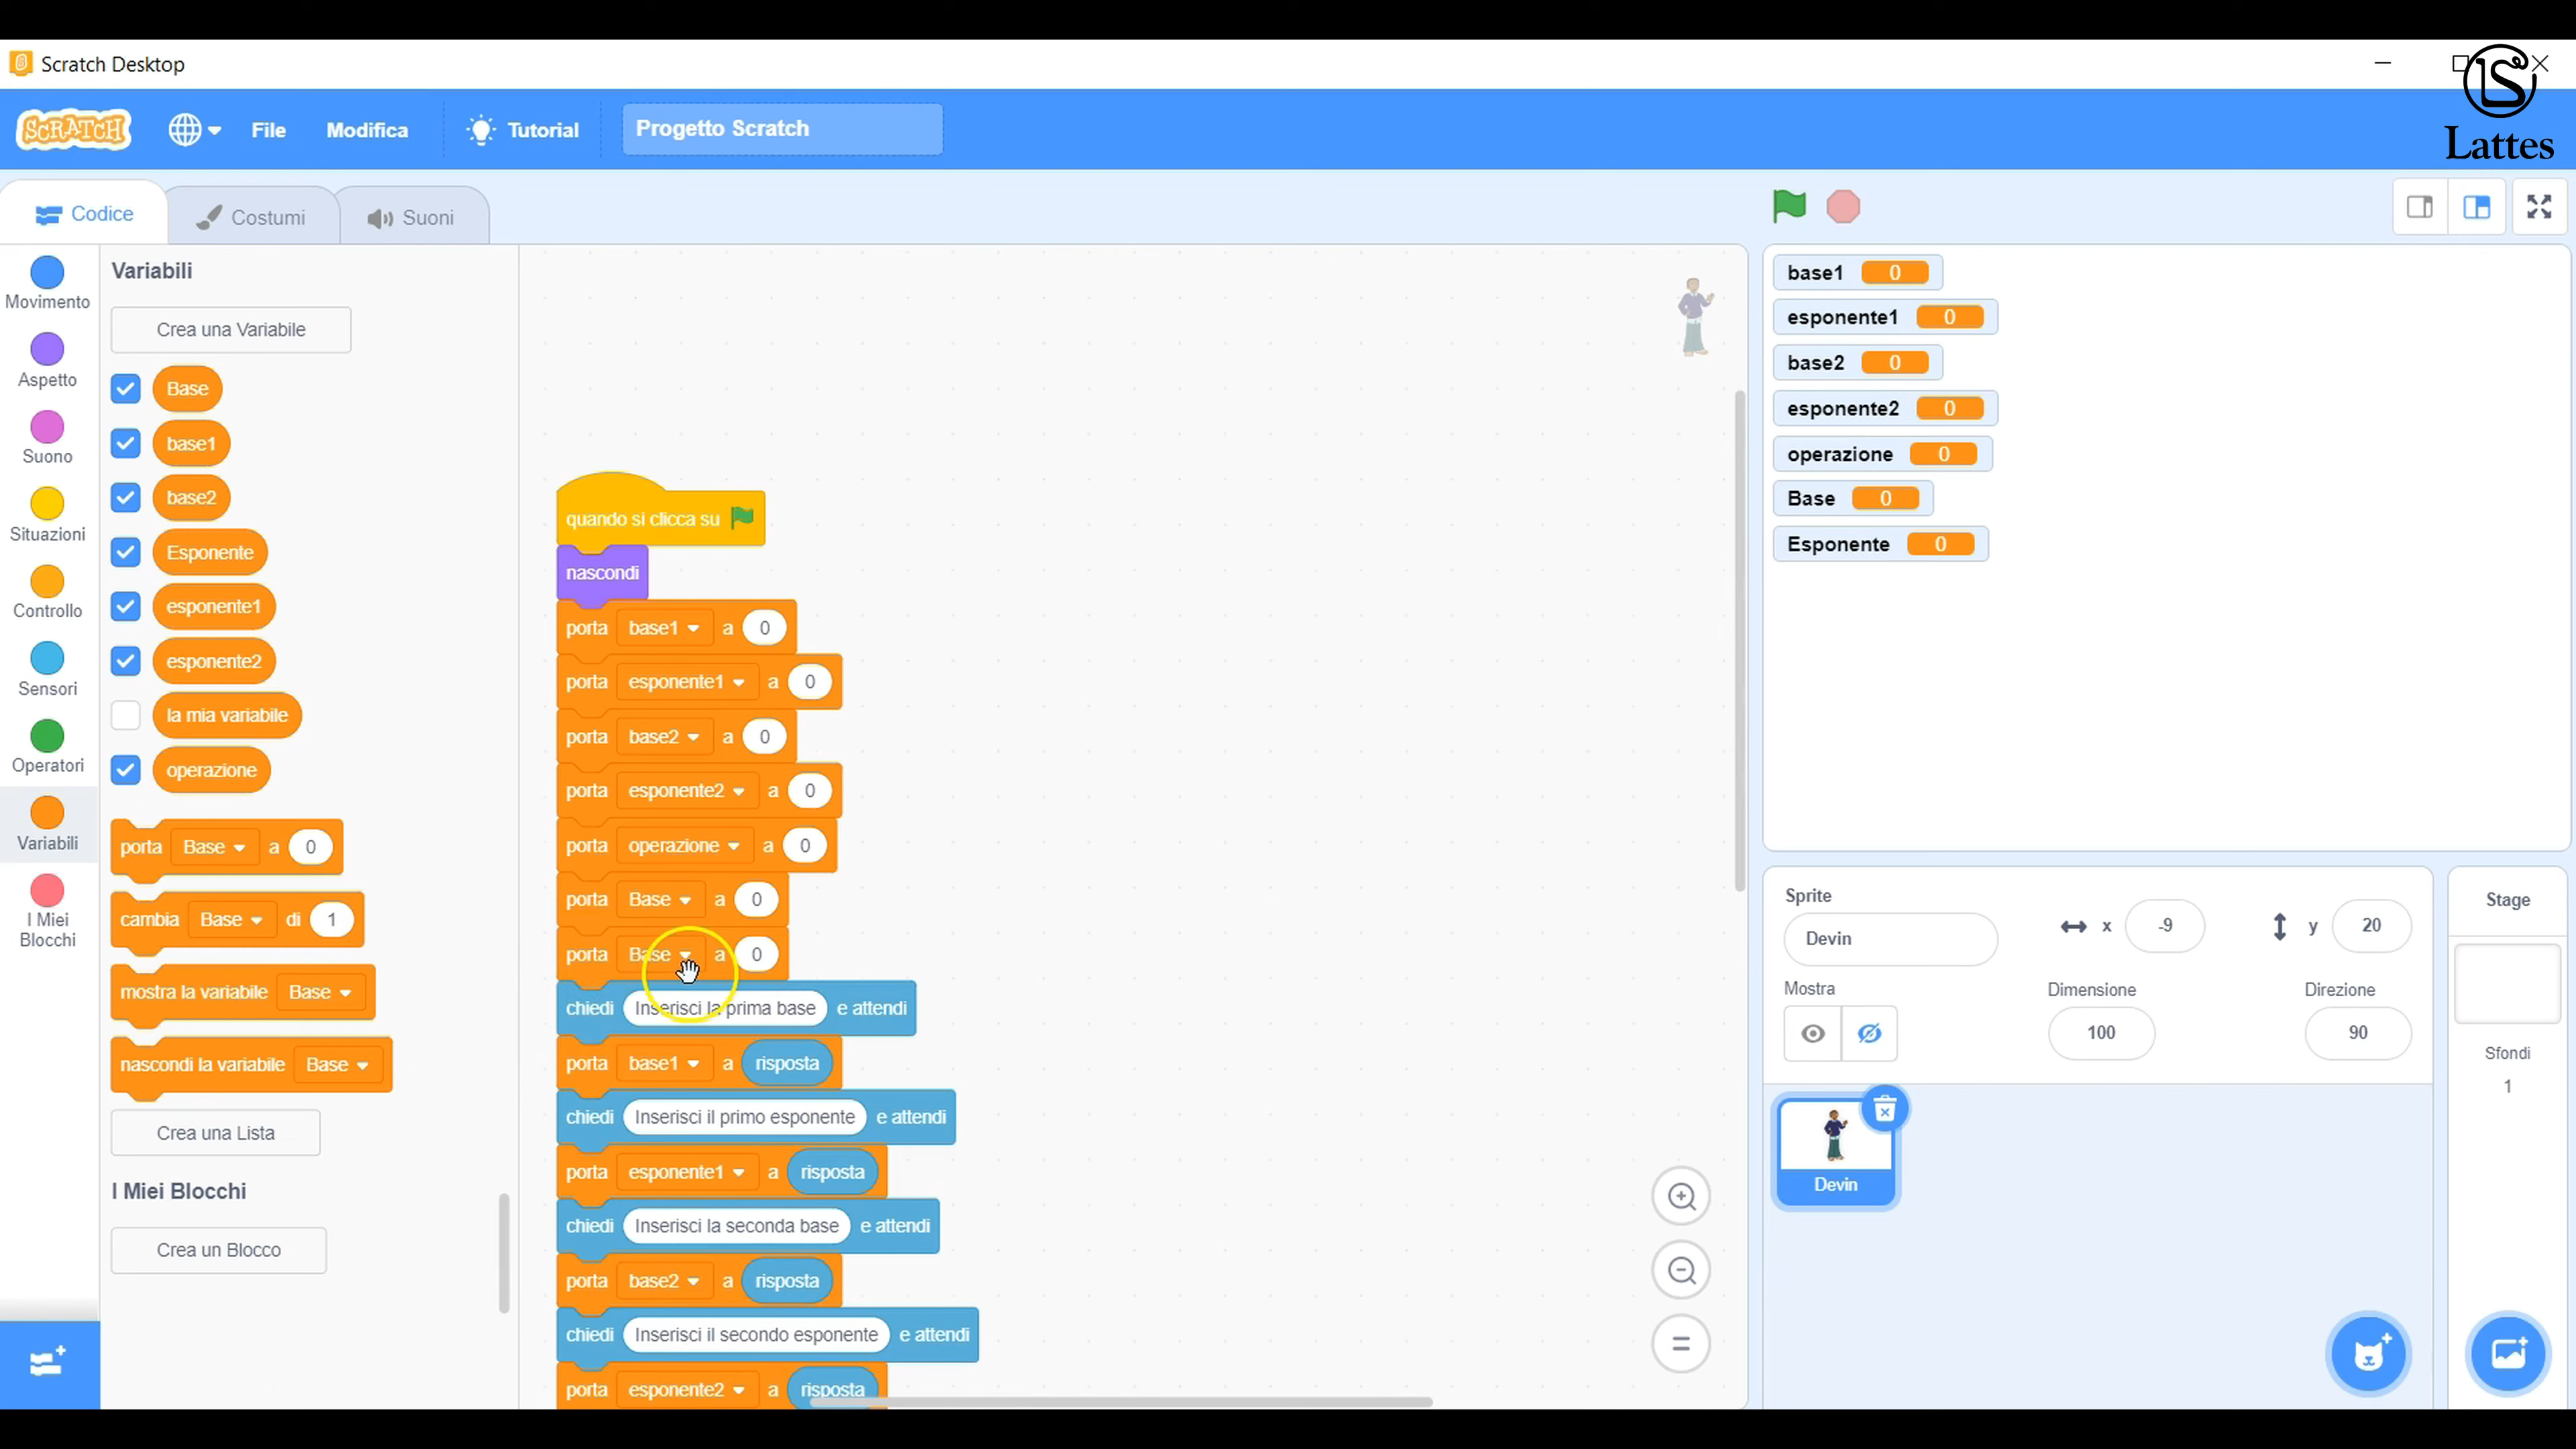 Scratch Desktop
LS
Lattes
SCRATCH
File
Modifica
Tutorial
Progetto Scratch
Codice
Costumi
Suoni
Movimento
Aspetto
Suono
Situazioni
Controllo
Sensori
Operatori
Variabili
I Miei
Blocchi
Variabili
Crea una Variabile
Base
base1
base2
Esponente
esponente1
esponente2
la mia variabile
operazione
porta Base a 0
cambia Base di 1
mostra la variabile Base
nascondi la variabile Base
Crea una Lista
I Miei Blocchi
Crea un Blocco
quando si clicca su
nascondi
porta base1 a 0
porta esponente1 a 0
porta base2 a 0
porta esponente2 a 0
porta operazione a 0
porta Base a 0
porta Base a 0
chiedi Inserisci la prima base e attendi
porta base1 a risposta
chiedi Inserisci il primo esponente e attendi
porta esponente1 a risposta
chiedi Inserisci la seconda base e attendi
porta base2 a risposta
chiedi Inserisci il secondo esponente e attendi
porta esponente2 a risposta
base1 0
esponente1 0
base2 0
esponente2 0
operazione 0
Base 0
Esponente 0
Sprite
Devin
x -9
y 20
Mostra
Dimensione
100
Direzione
90
Devin
Stage
Sfondi
1